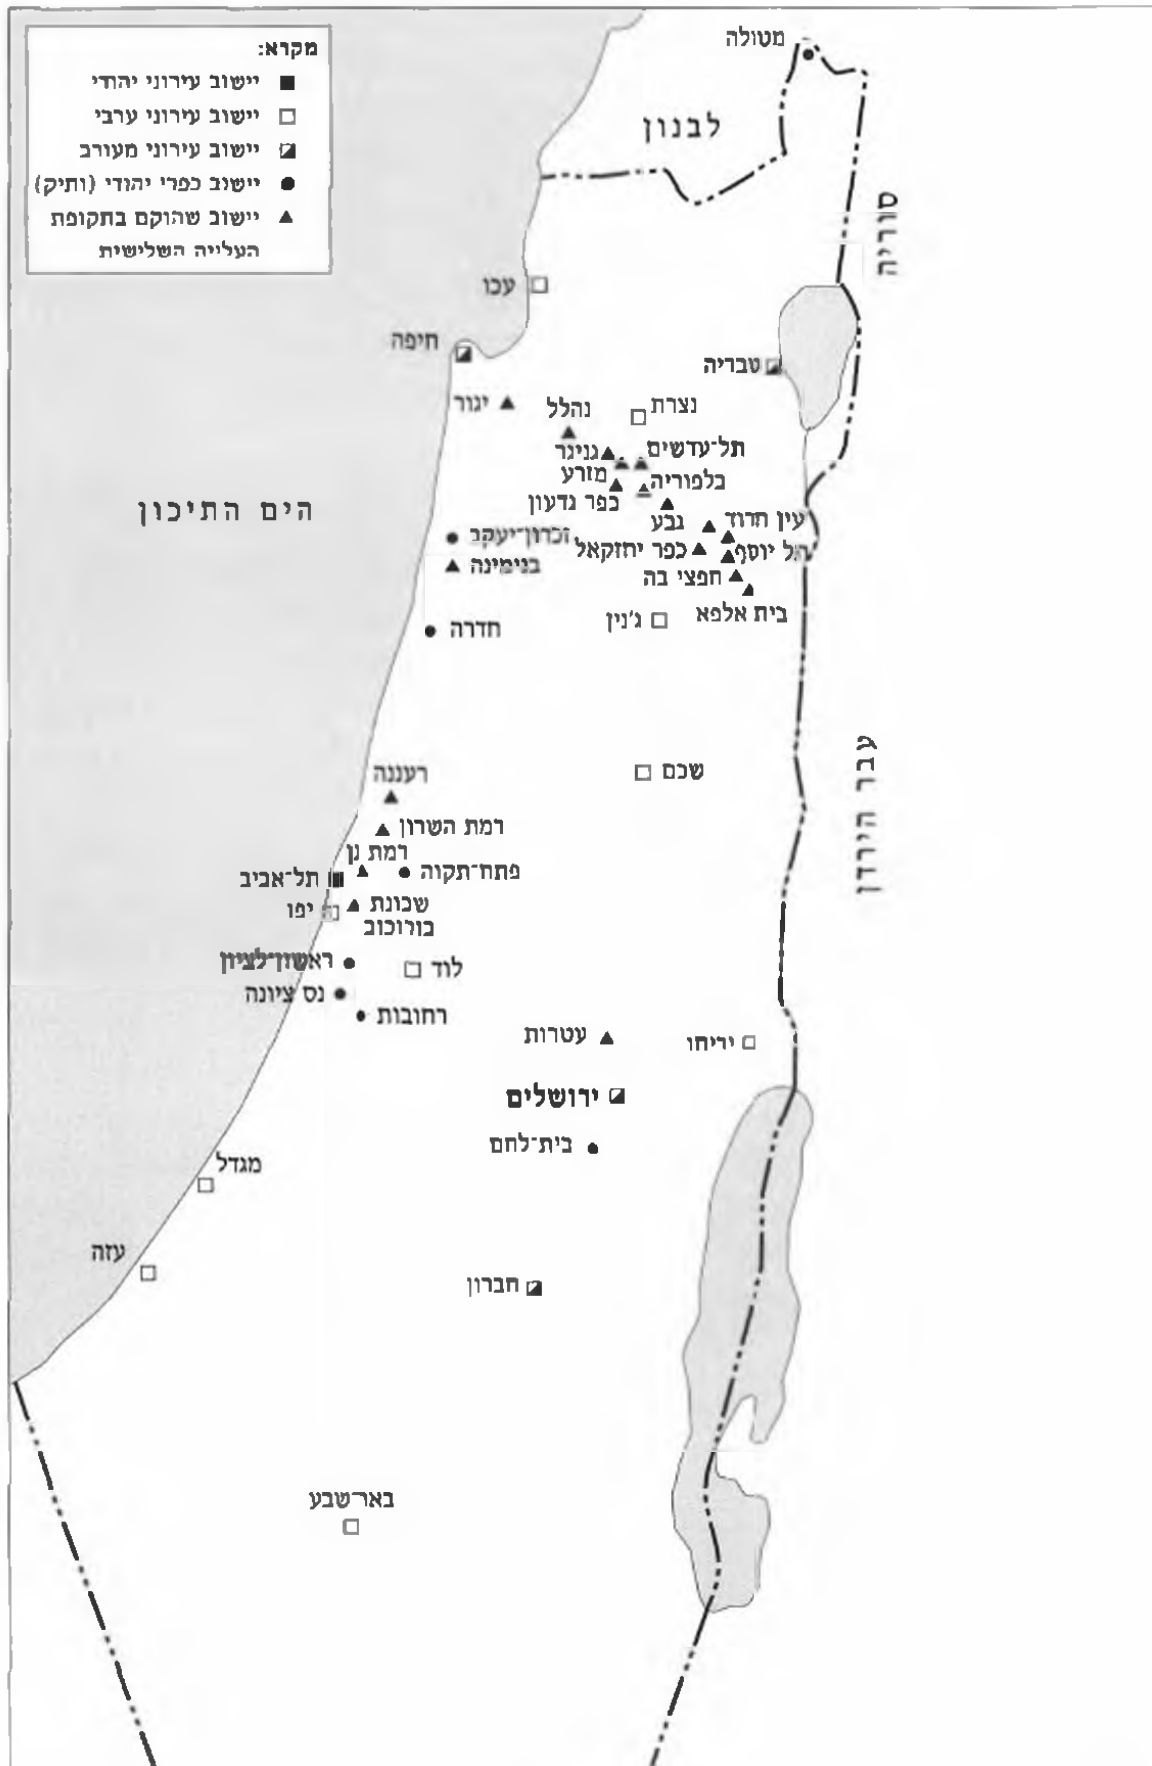 מקרא:
יישוב עירוני יהודי
יישוב עירוני ערבי
יישוב עירוני מעורב
יישוב כפרי יהודי (ותיק)
יישוב שהוקם בתקופת
העלייה השלישית
מטולה
לבנון
סוריה
עכו
חיפה
טבריה
יגור
נהלל
נצרת
גניגר
תל־עדשים
מזרע
בלפוריה
כפר גדעון
הים התיכון
גבע
עין חרוד
זכרון־יעקב
כפר יחזקאל
תל יוסף
בנימינה
חפצי בה
בית אלפא
ג'נין
חדרה
שכם
עבר הירדן
רעננה
רמת השרון
רמת גן
פתח־תקוה
תל־אביב
יפו
שכונת
בורוכוב
ראשון־לציון
לוד
נס ציונה
רחובות
עטרות
יריחו
ירושלים
בית־לחם
מגדל
עזה
חברון
באר־שבע